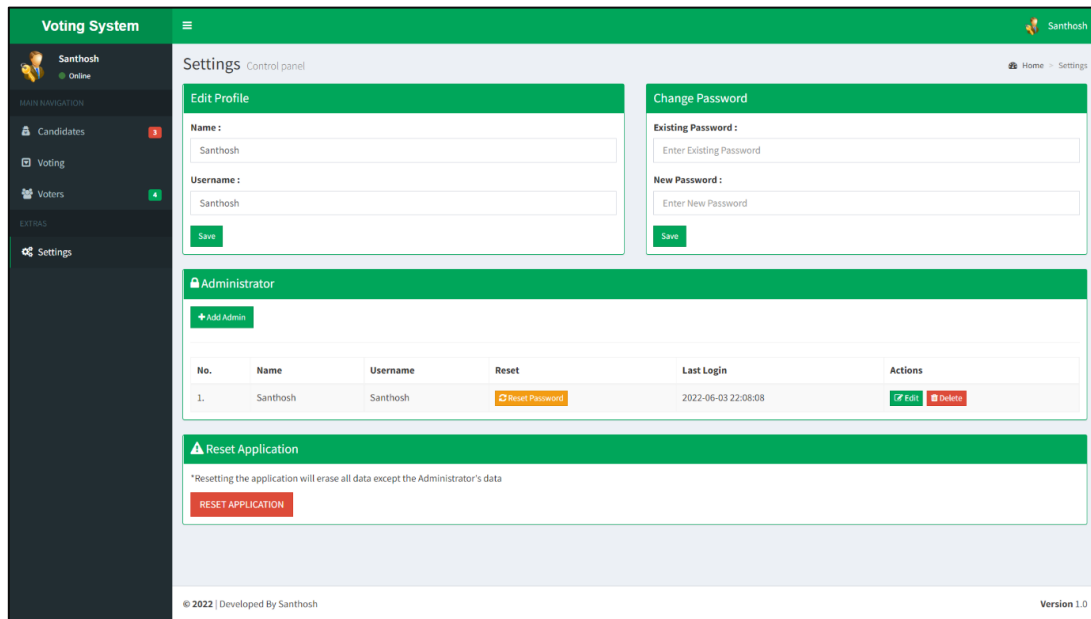 Voting System
Santhosh
Santhosh
Online
MAIN NAVIGATION
Candidates 3
Voting
Voters 4
EXTRAS
Settings
Settings Control panel
Home > Settings
Edit Profile
Name :
Santhosh
Username :
Santhosh
Save
Change Password
Existing Password :
Enter Existing Password
New Password :
Enter New Password
Save
Administrator
+ Add Admin
No. Name Username Reset Last Login Actions
1. Santhosh Santhosh Reset Password 2022-06-03 22:08:08 Edit Delete
Reset Application
*Resetting the application will erase all data except the Administrator's data
RESET APPLICATION
© 2022 | Developed By Santhosh
Version 1.0